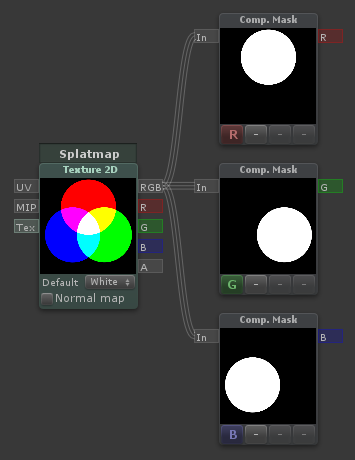 Comp. Mask
In
R
R - - -
Splatmap
Texture 2D
UV
RGB
MIP
R
Tex
G
B
A
Default White
Normal map
Comp. Mask
In
G
G - - -
Comp. Mask
In
B
B - - -